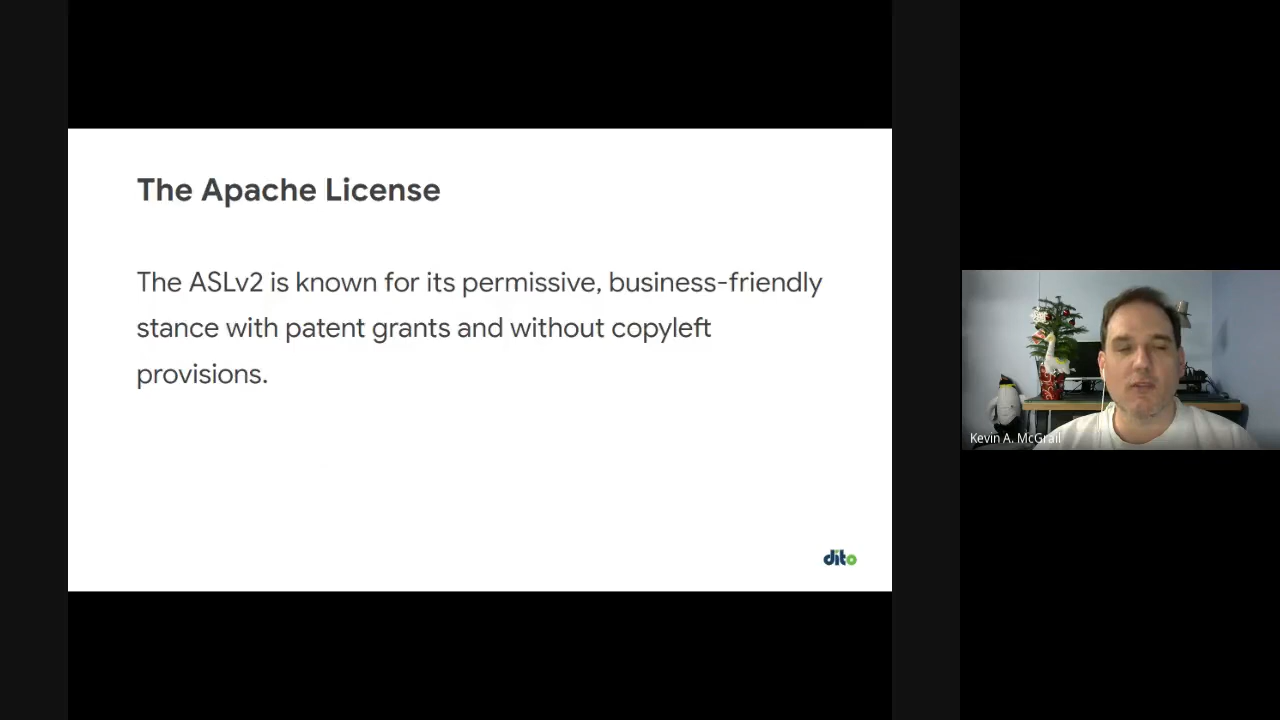 The Apache License
The ASLv2 is known for its permissive, business-friendly
stance with patent grants and without copyleft
provisions.
dito
Kevin A. McGrail